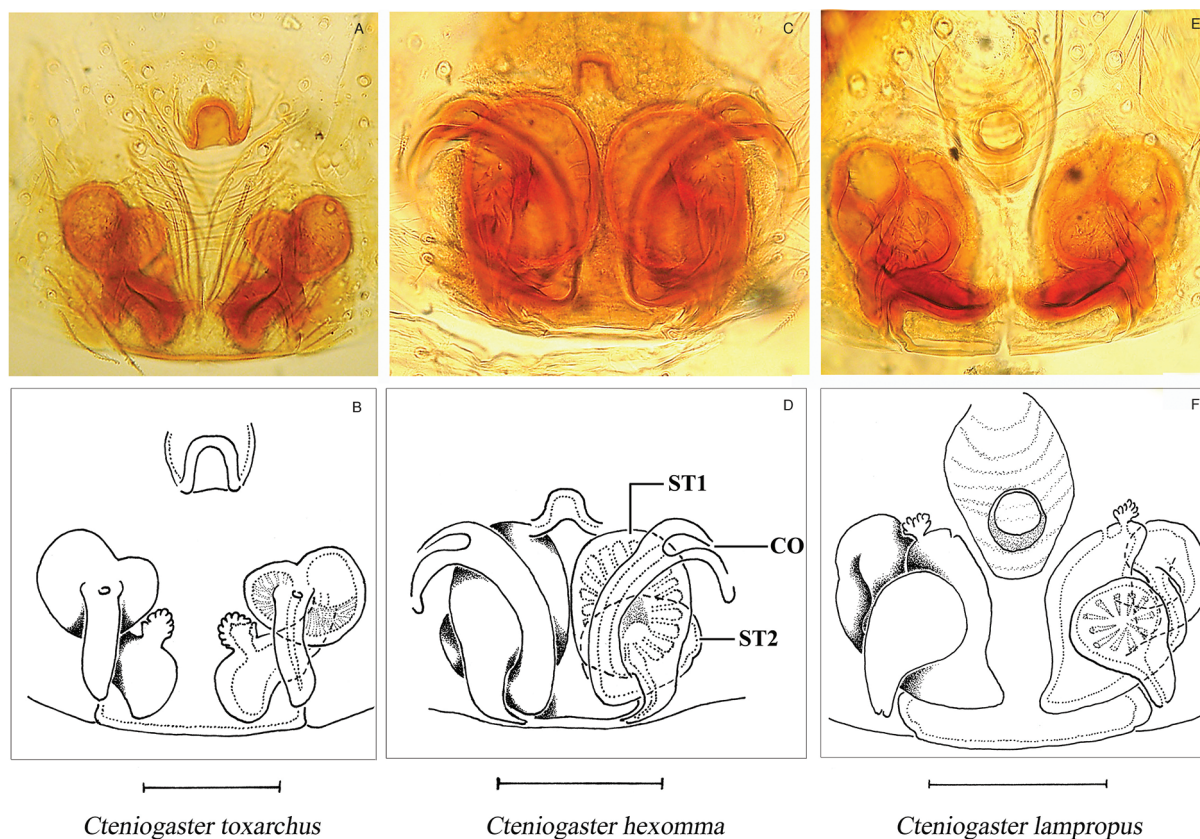 A
C
E
B
D
F
ST1
CO
ST2
Cteniogaster toxarchus
Cteniogaster hexomma
Cteniogaster lampropus